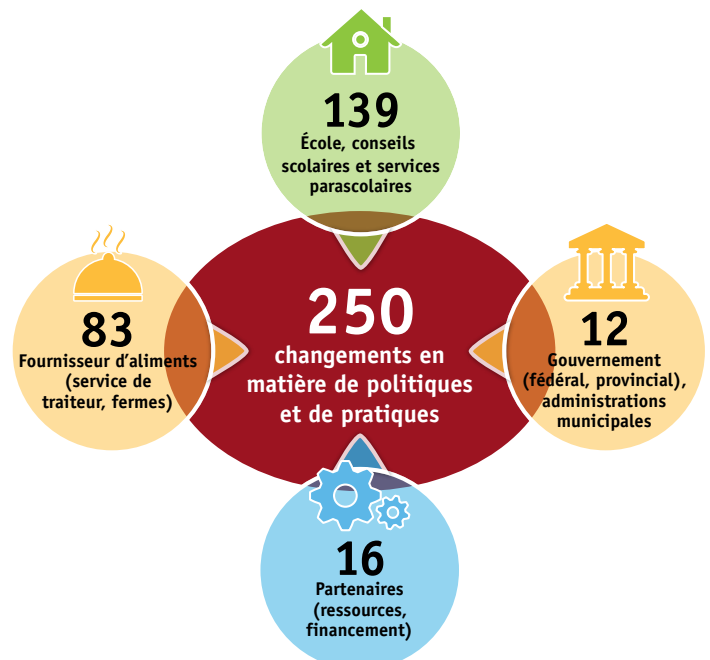 139
École, conseils
scolaires et services
parascolaires
83
Fournisseur d'aliments
(service de
traiteur, fermes)
250
changements en
matière de politiques
et de pratiques
12
Gouvernement
(fédéral, provincial),
administrations
municipales
16
Partenaires
(ressources,
financement)